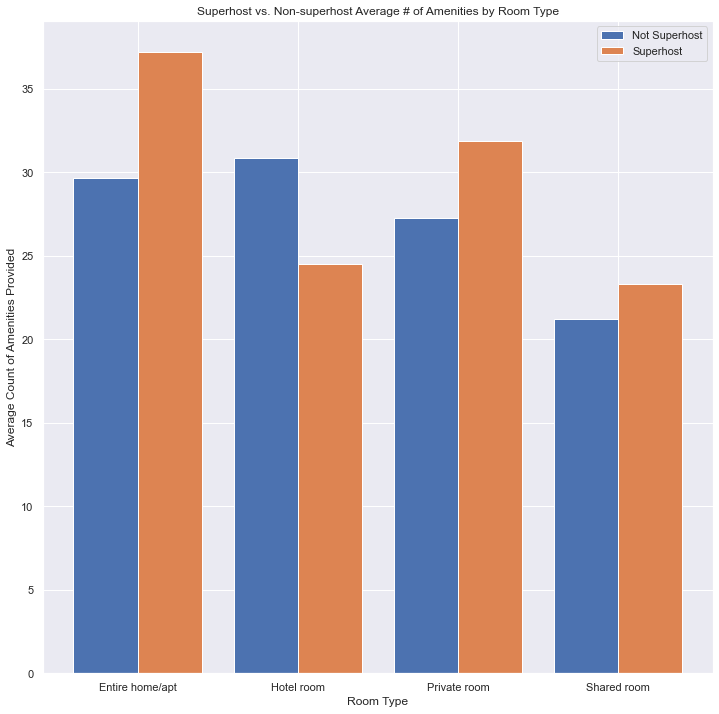 Superhost vs. Non-superhost Average # of Amenities by Room Type
Not Superhost
Superhost
Average Count of Amenities Provided
35
30
25
20
15
10
5
0
Entire home/apt
Hotel room
Private room
Shared room
Room Type